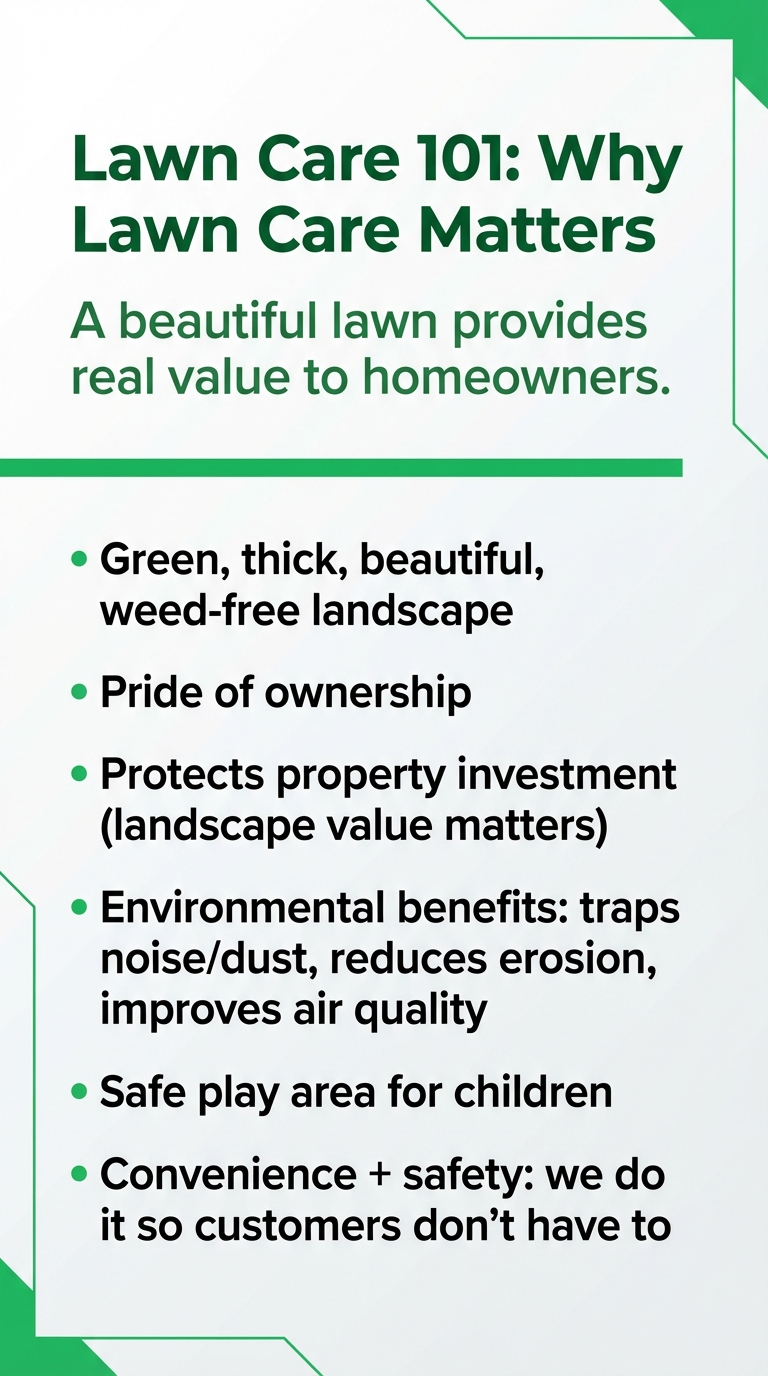 Lawn Care 101: Why
Lawn Care Matters
A beautiful lawn provides
real value to homeowners.
• Green, thick, beautiful,
weed-free landscape
• Pride of ownership
• Protects property investment
(landscape value matters)
• Environmental benefits: traps
noise/dust, reduces erosion,
improves air quality
• Safe play area for children
• Convenience + safety: we do
it so customers don’t have to